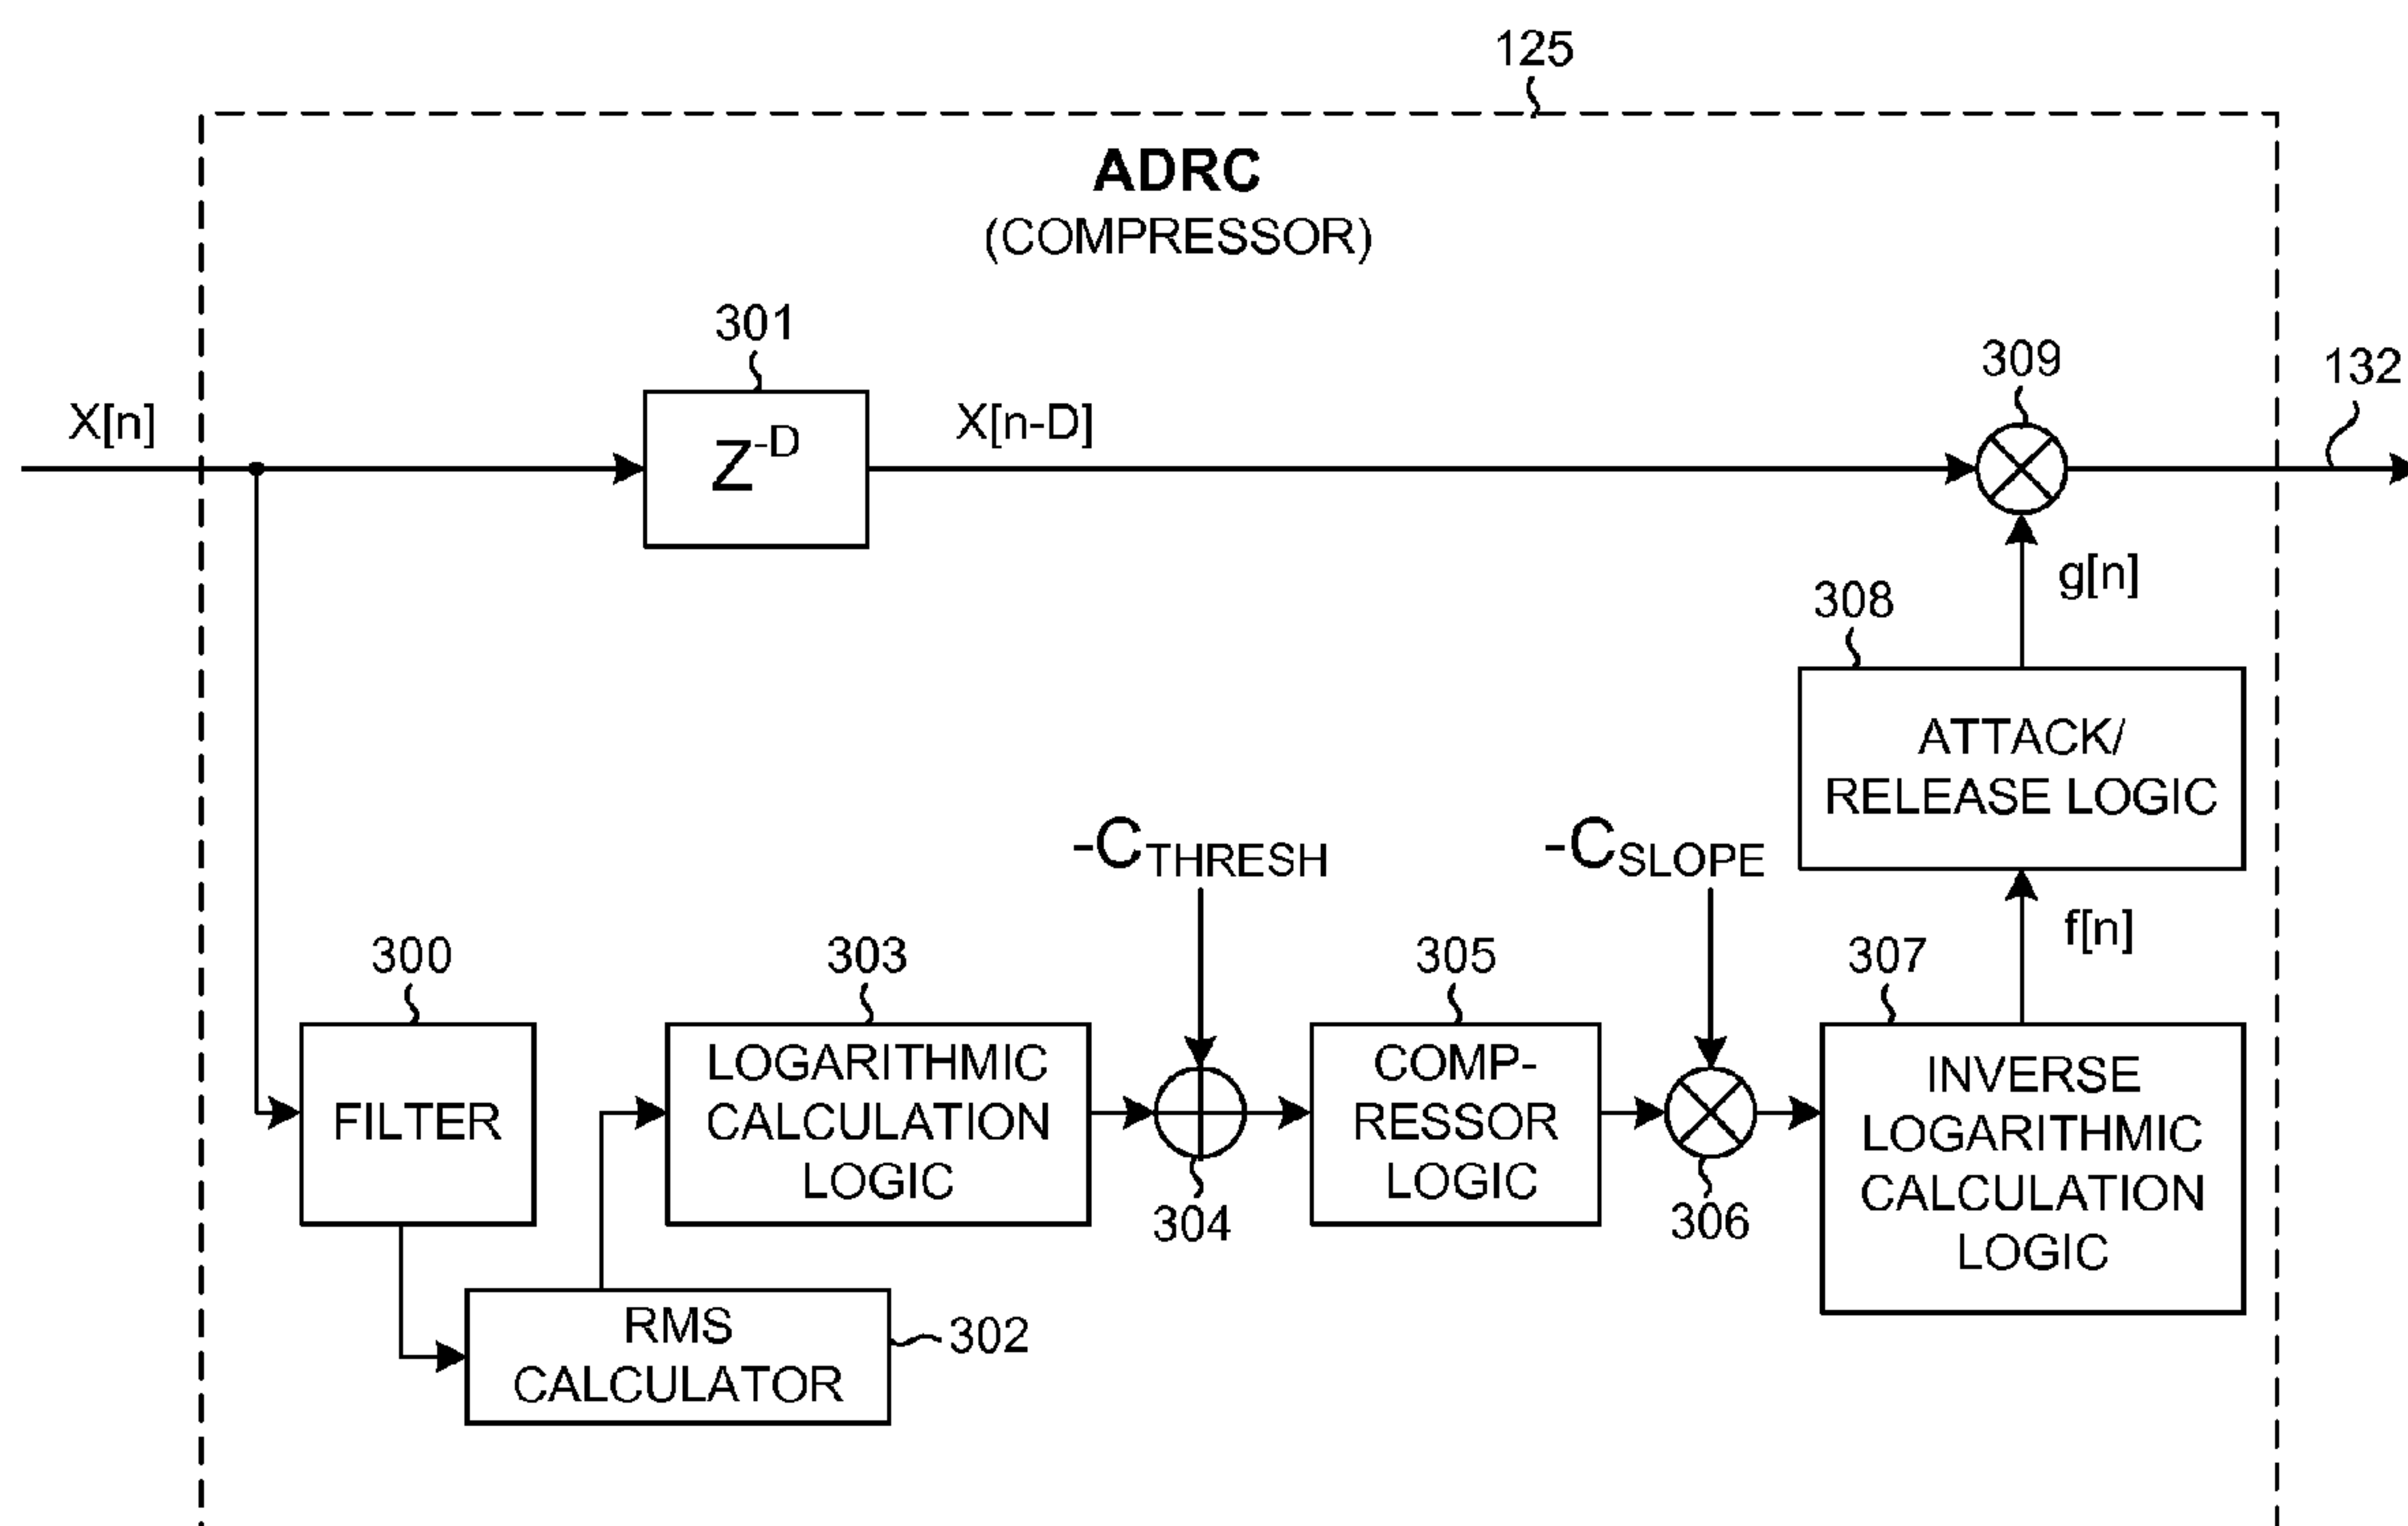 125
ADRC
(COMPRESSOR)
301
309
132
X[n]
Z-D
X[n-D]
g[n]
308
ATTACK/
RELEASE LOGIC
-CTHRESH
-CSLOPE
f[n]
300
303
305
307
FILTER
LOGARITHMIC
CALCULATION
LOGIC
COMP-
RESSOR
LOGIC
INVERSE
LOGARITHMIC
CALCULATION
LOGIC
304
306
RMS
CALCULATOR
302